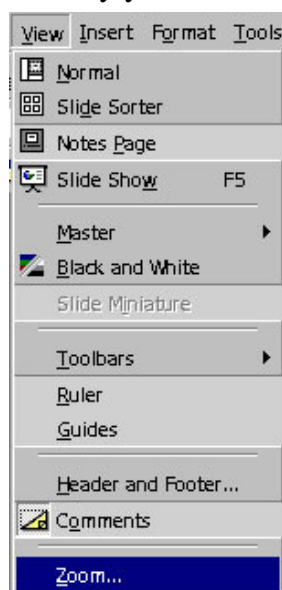 View Insert Format Tools
Normal
Slide Sorter
Notes Page
Slide Show F5
Master
Black and White
Slide Miniature
Toolbars
Ruler
Guides
Header and Footer...
Comments
Zoom...